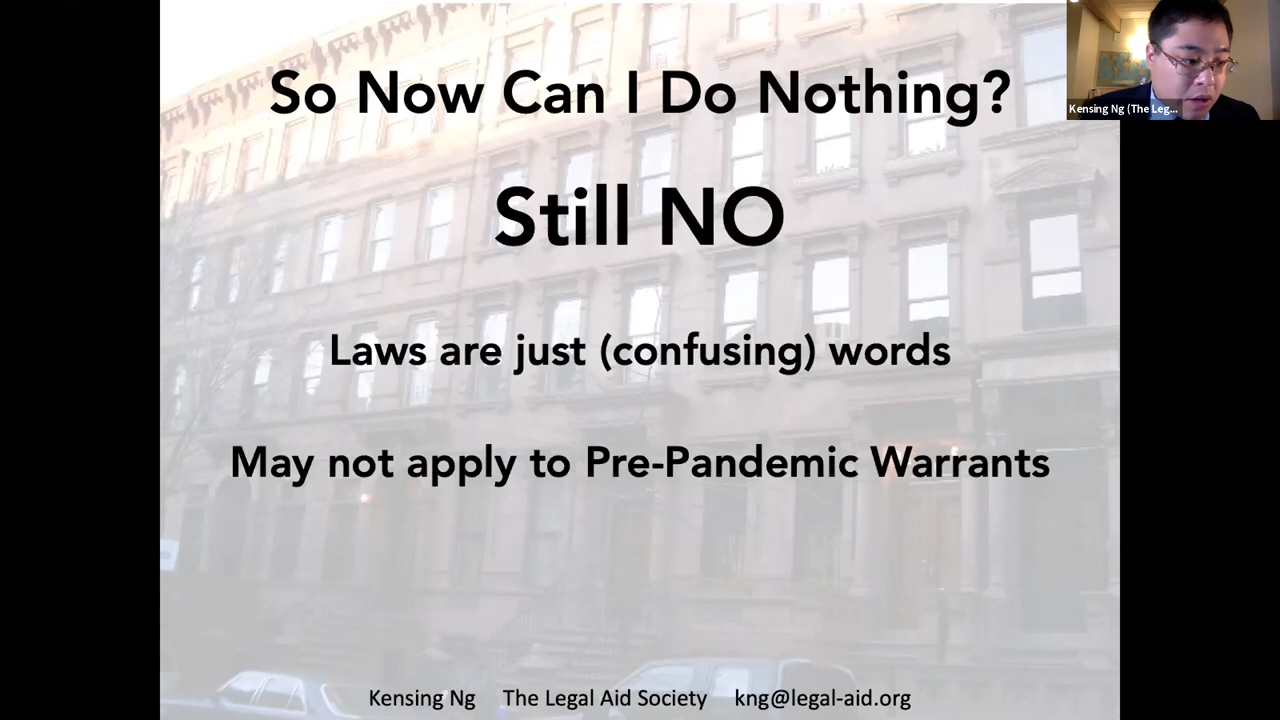 So Now Can I Do Nothing?
Kensing Ng (The Leg...
Still NO
Laws are just (confusing) words
May not apply to Pre-Pandemic Warrants
Kensing Ng The Legal Aid Society kng@legal-aid.org